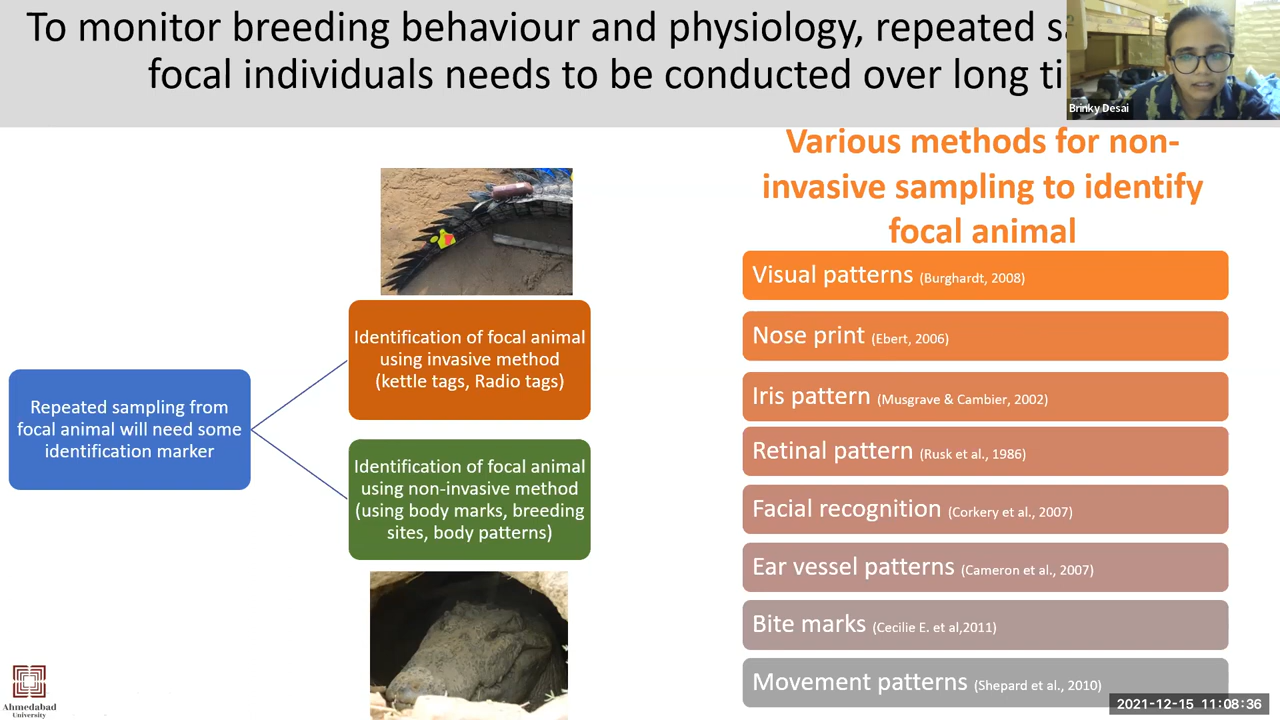 To monitor breeding behaviour and physiology, repeated
focal individuals needs to be conducted over long
Brinky Desai
Various methods for non-
invasive sampling to identify
focal animal
Repeated sampling from
focal animal will need some
identification marker
Identification of focal animal
using invasive method
(kettle tags, Radio tags)
Identification of focal animal
using non-invasive method
(using body marks, breeding
sites, body patterns)
Visual patterns (Burghardt, 2008)
Nose print (Ebert, 2006)
Iris pattern (Musgrave & Cambier, 2002)
Retinal pattern (Rusk et al., 1986)
Facial recognition (Corkery et al., 2007)
Ear vessel patterns (Cameron et al., 2007)
Bite marks (Cecilie E. et al,2011)
Movement patterns (Shepard et al., 2010)
Ahmedabad
University
2021-12-15 11:08:36